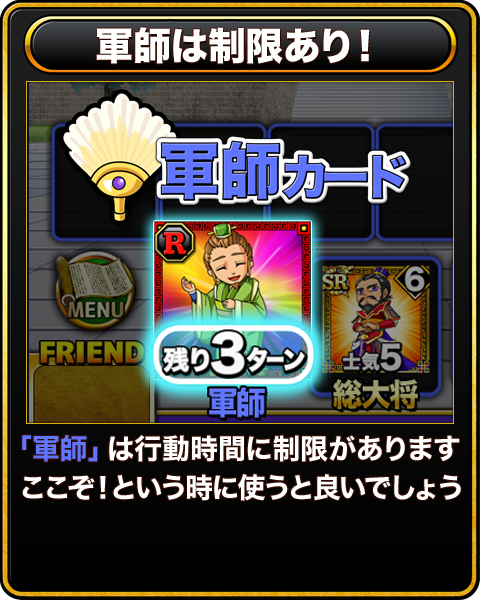 軍師は制限あり！
軍師カード
R
残り3ターン
軍師
MENU
FRIEND
SR
6
士気5
総大将
「軍師」は行動時間に制限があります
ここぞ！という時に使うと良いでしょう